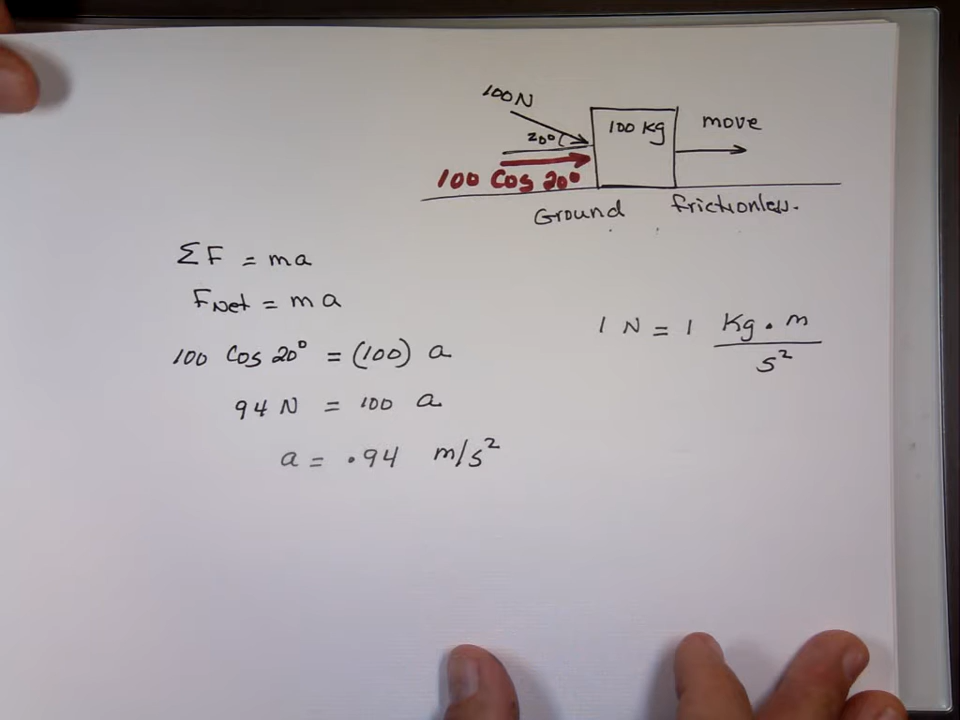 100N
20°
100 kg
move
100 Cos 20°
Ground frictionless.
ΣF = ma
FNet = ma
100 Cos 20° = (100) a
94 N = 100 a
a = .94 m/s²
1 N = 1 Kg · m
s²